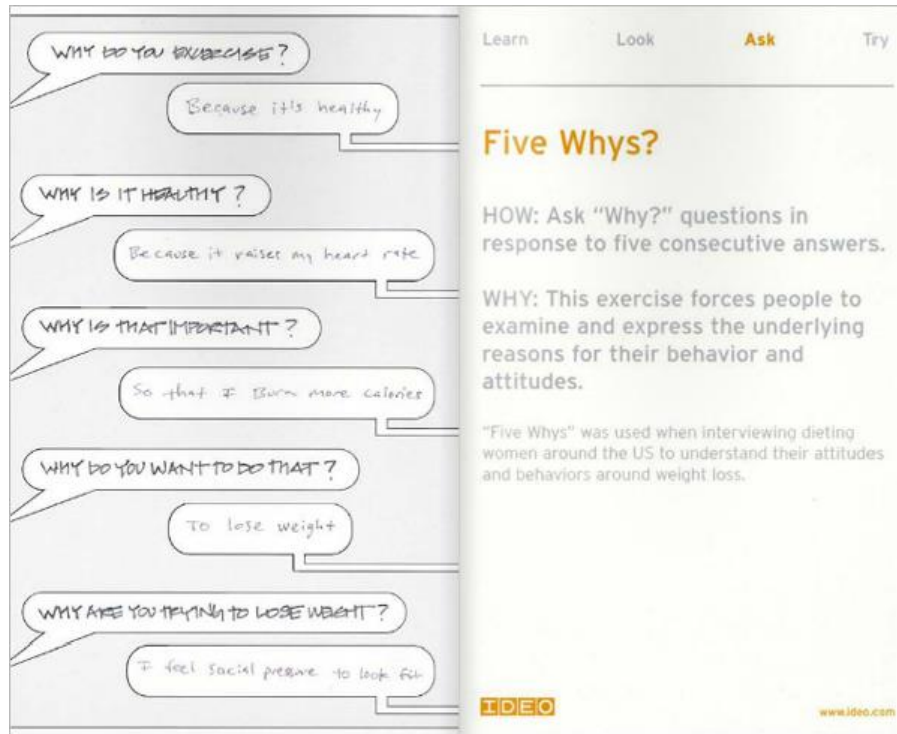 WHY DO YOU EXERCISE?
Because it's healthy
WHY IS IT HEALTHY?
Because it raises my heart rate
WHY IS THAT IMPORTANT?
So that I Burn more calories
WHY DO YOU WANT TO DO THAT?
To lose weight
WHY ARE YOU TRYING TO LOSE WEIGHT?
I feel social pressure to look fit
Learn Look Ask Try
Five Whys?
HOW: Ask “Why?” questions in
response to five consecutive answers.
WHY: This exercise forces people to
examine and express the underlying
reasons for their behavior and
attitudes.
“Five Whys” was used when interviewing dieting
women around the US to understand their attitudes
and behaviors around weight loss.
IDEO www.ideo.com